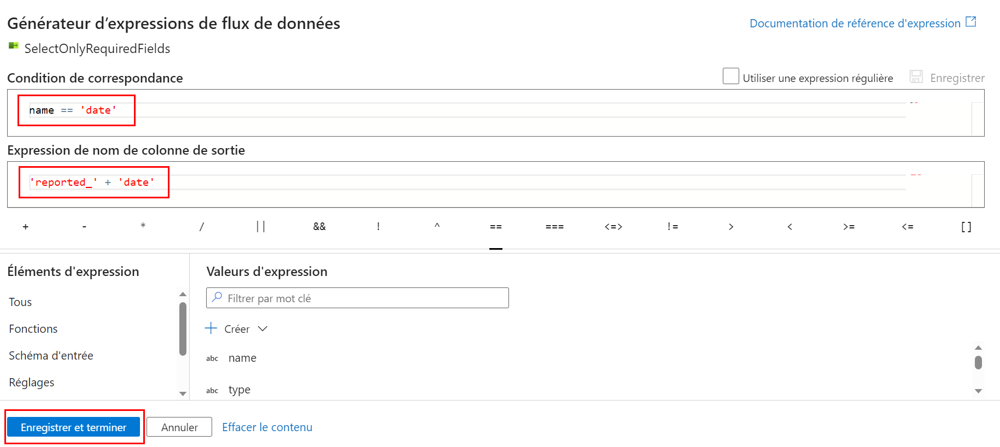 Générateur d’expressions de flux de données
Documentation de référence d'expression
SelectOnlyRequiredFields
Condition de correspondance
Utiliser une expression régulière
Enregistrer
name == 'date'
Expression de nom de colonne de sortie
'reported_' + 'date'
+ - * / || && ! ^ == === <=> != > < >= <= []
Éléments d'expression
Valeurs d'expression
Filtrer par mot clé
Tous
Fonctions
Créer
Schéma d'entrée
abc name
Réglages
abc type
Enregistrer et terminer
Annuler
Effacer le contenu